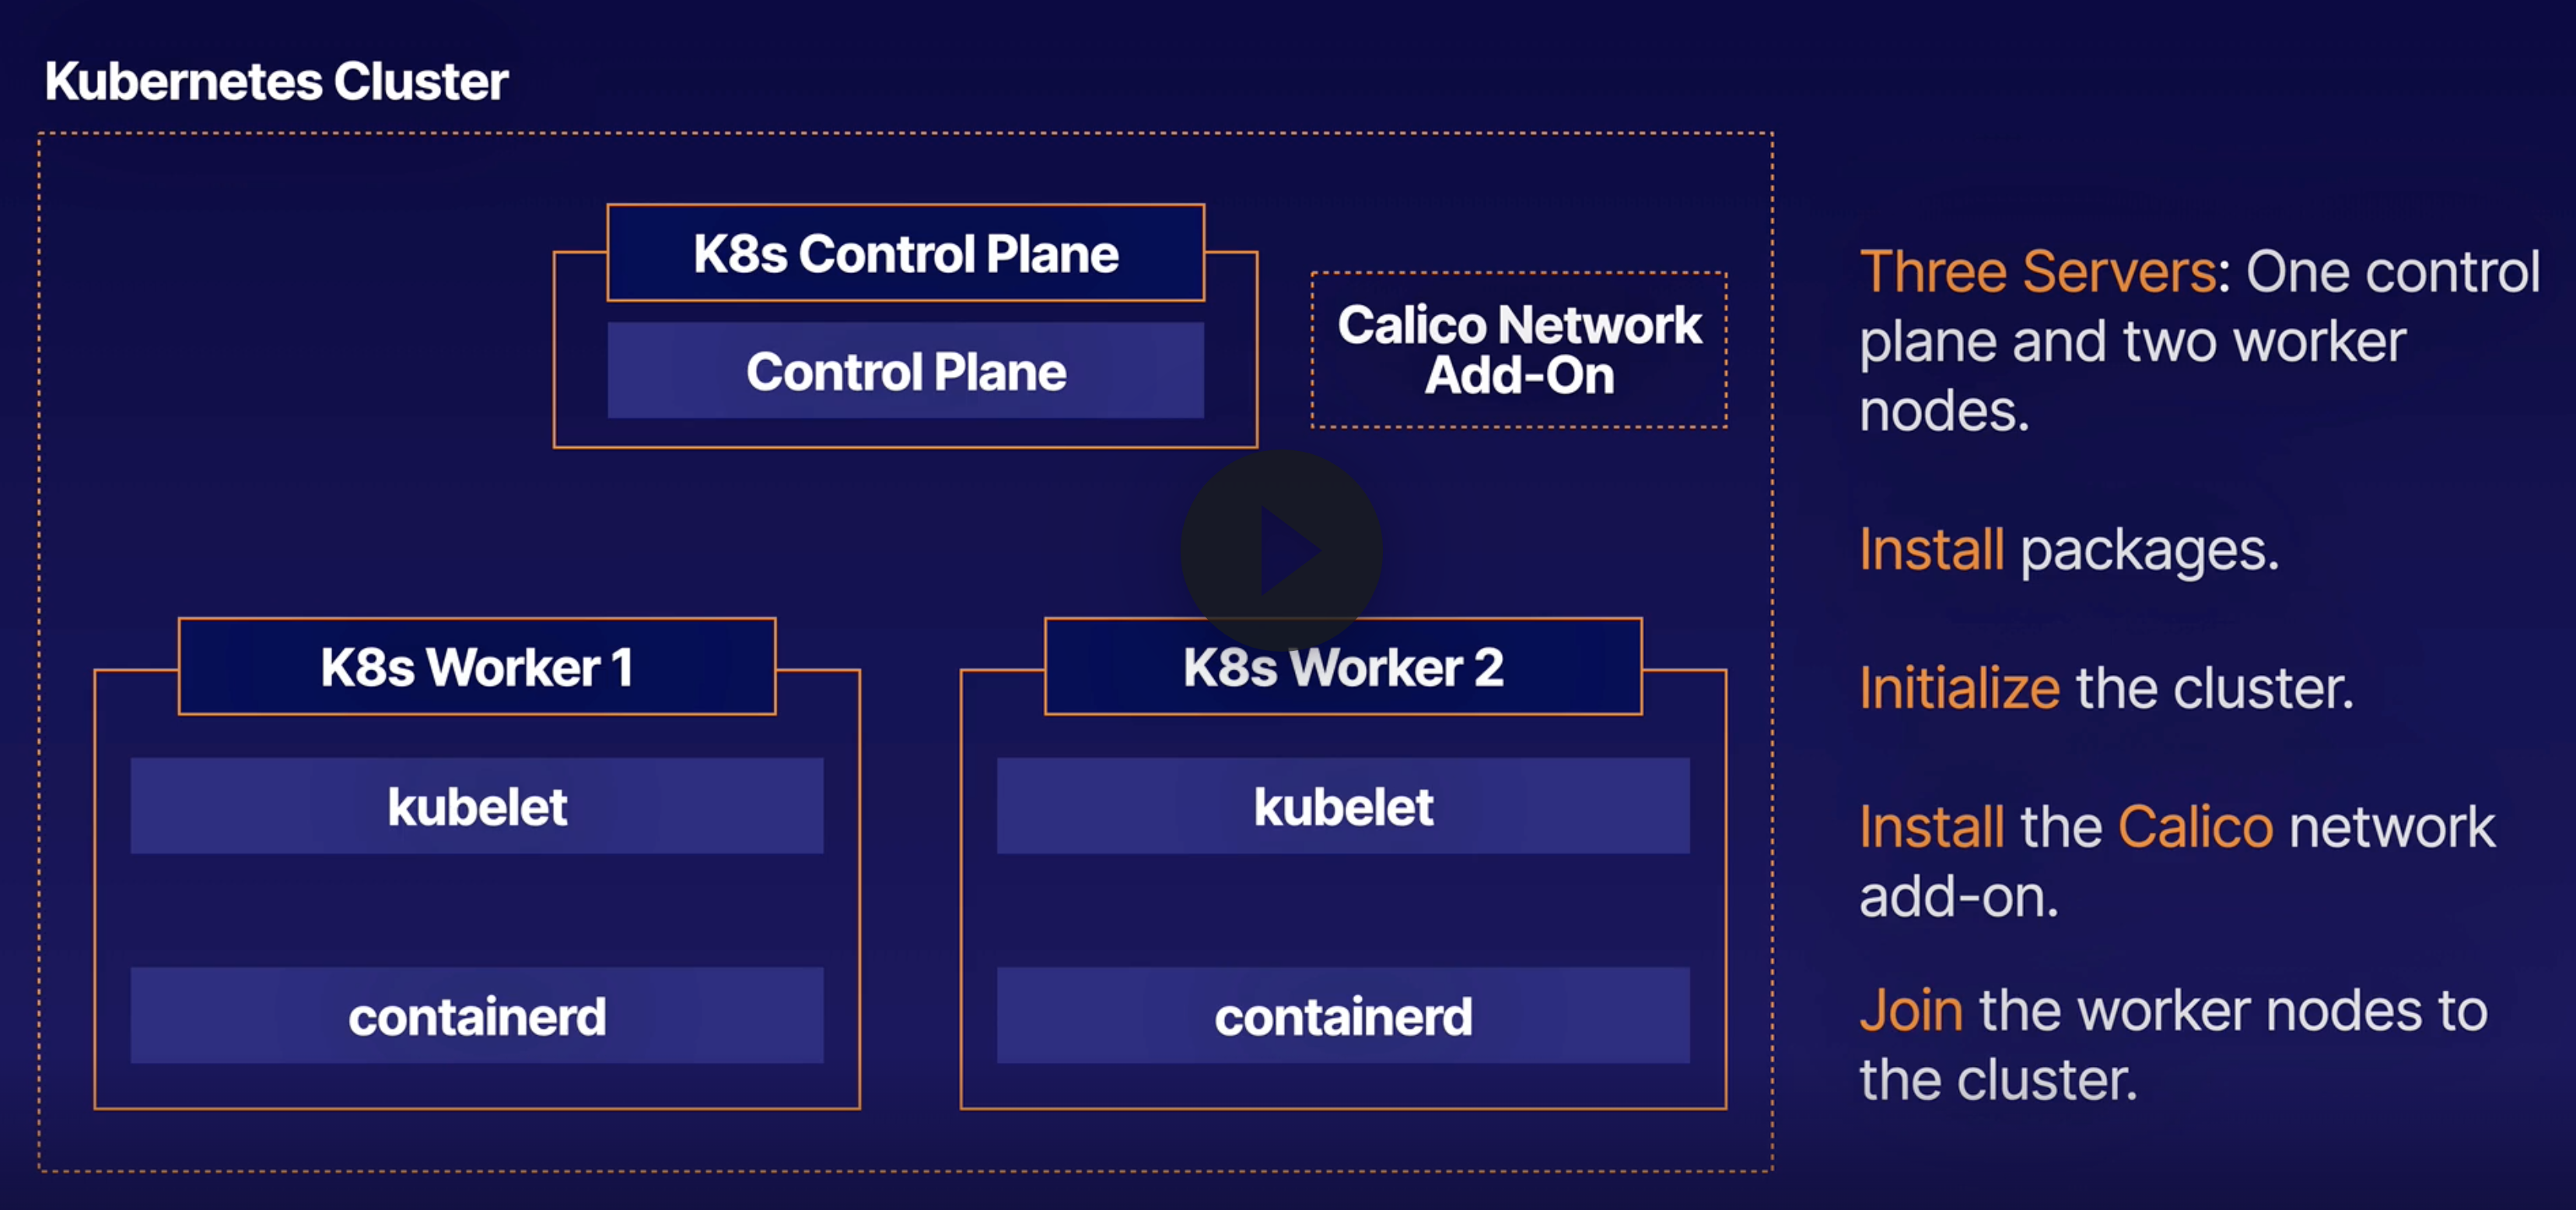 Kubernetes Cluster
K8s Control Plane
Control Plane
Calico Network
Add-On
K8s Worker 1
kubelet
containerd
K8s Worker 2
kubelet
containerd
Three Servers: One control
plane and two worker
nodes.
Install packages.
Initialize the cluster.
Install the Calico network
add-on.
Join the worker nodes to
the cluster.